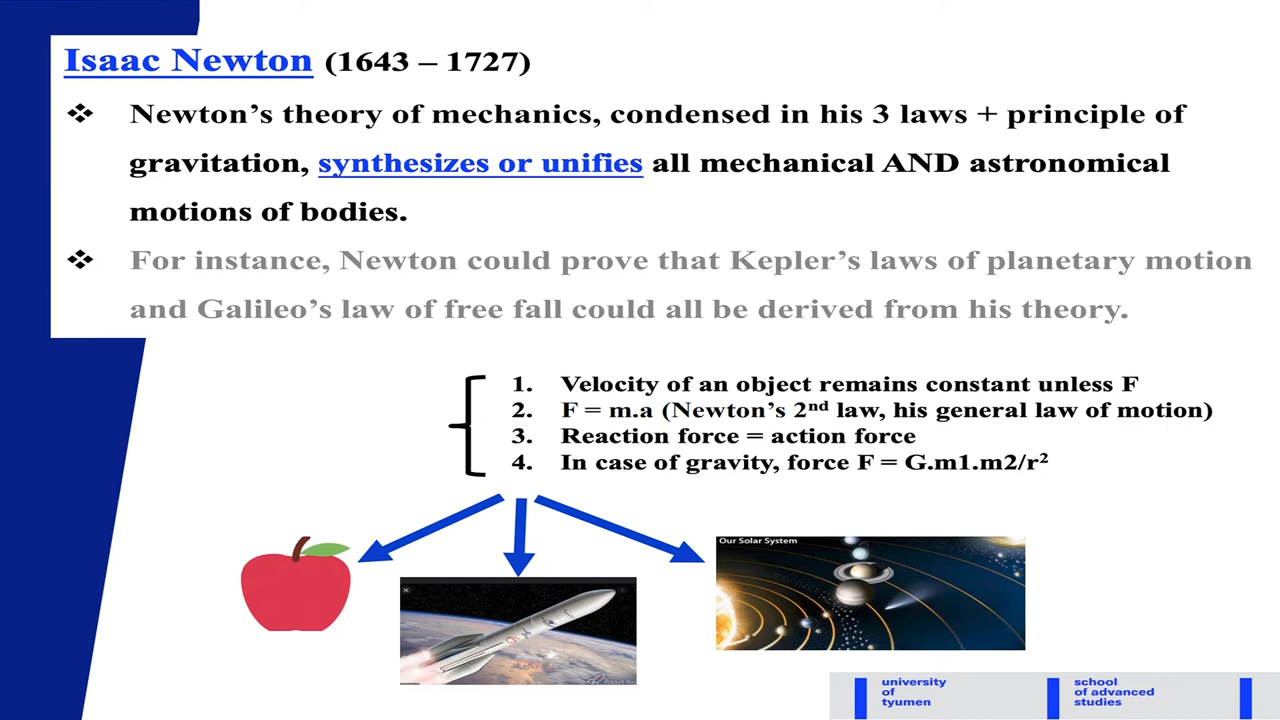 Isaac Newton (1643 – 1727)
❖ Newton’s theory of mechanics, condensed in his 3 laws + principle of
gravitation, synthesizes or unifies all mechanical AND astronomical
motions of bodies.
❖ For instance, Newton could prove that Kepler’s laws of planetary motion
and Galileo’s law of free fall could all be derived from his theory.
1. Velocity of an object remains constant unless F
2. F = m.a (Newton’s 2nd law, his general law of motion)
3. Reaction force = action force
4. In case of gravity, force F = G.m1.m2/r²
Our Solar System
university
of
tyumen
school
of advanced
studies